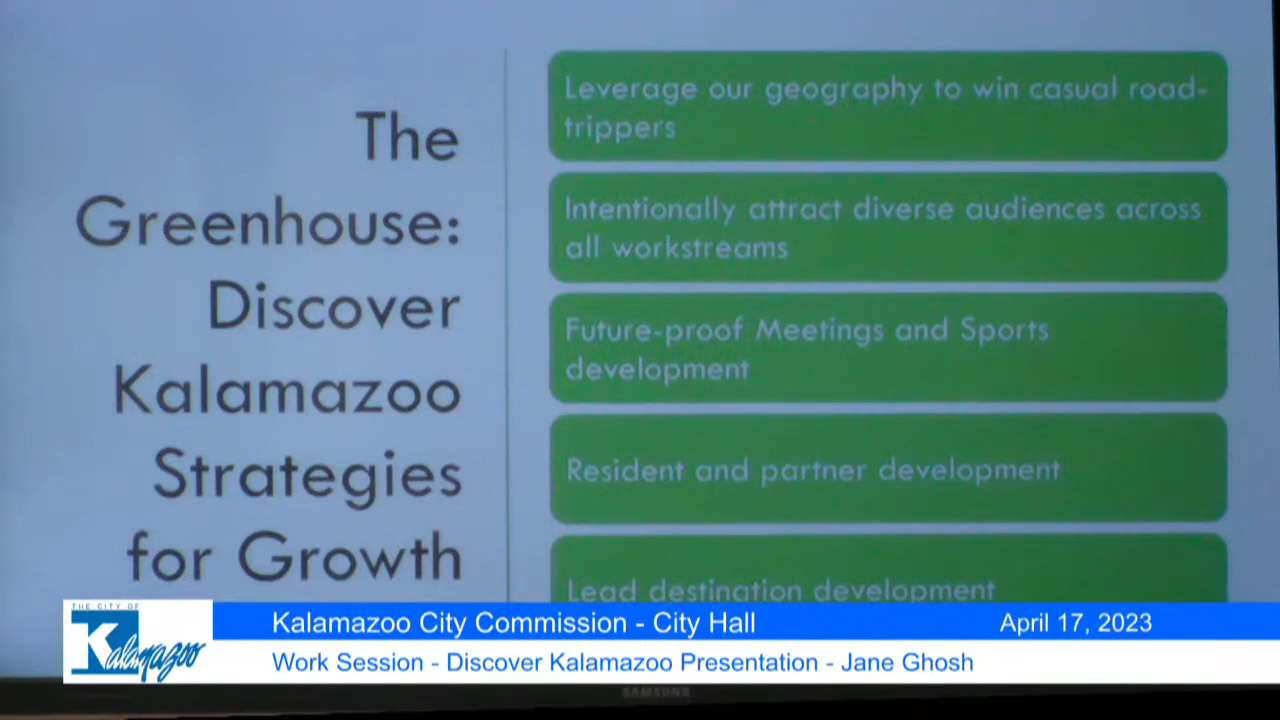 The
Greenhouse:
Discover
Kalamazoo
Strategies
for Growth
Leverage our geography to win casual road-
trippers
Intentionally attract diverse audiences across
all workstreams
Future-proof Meetings and Sports
development
Resident and partner development
Lead destination development
THE CITY OF
Kalamazoo
Kalamazoo City Commission - City Hall
April 17, 2023
Work Session - Discover Kalamazoo Presentation - Jane Ghosh
SAMSUNG